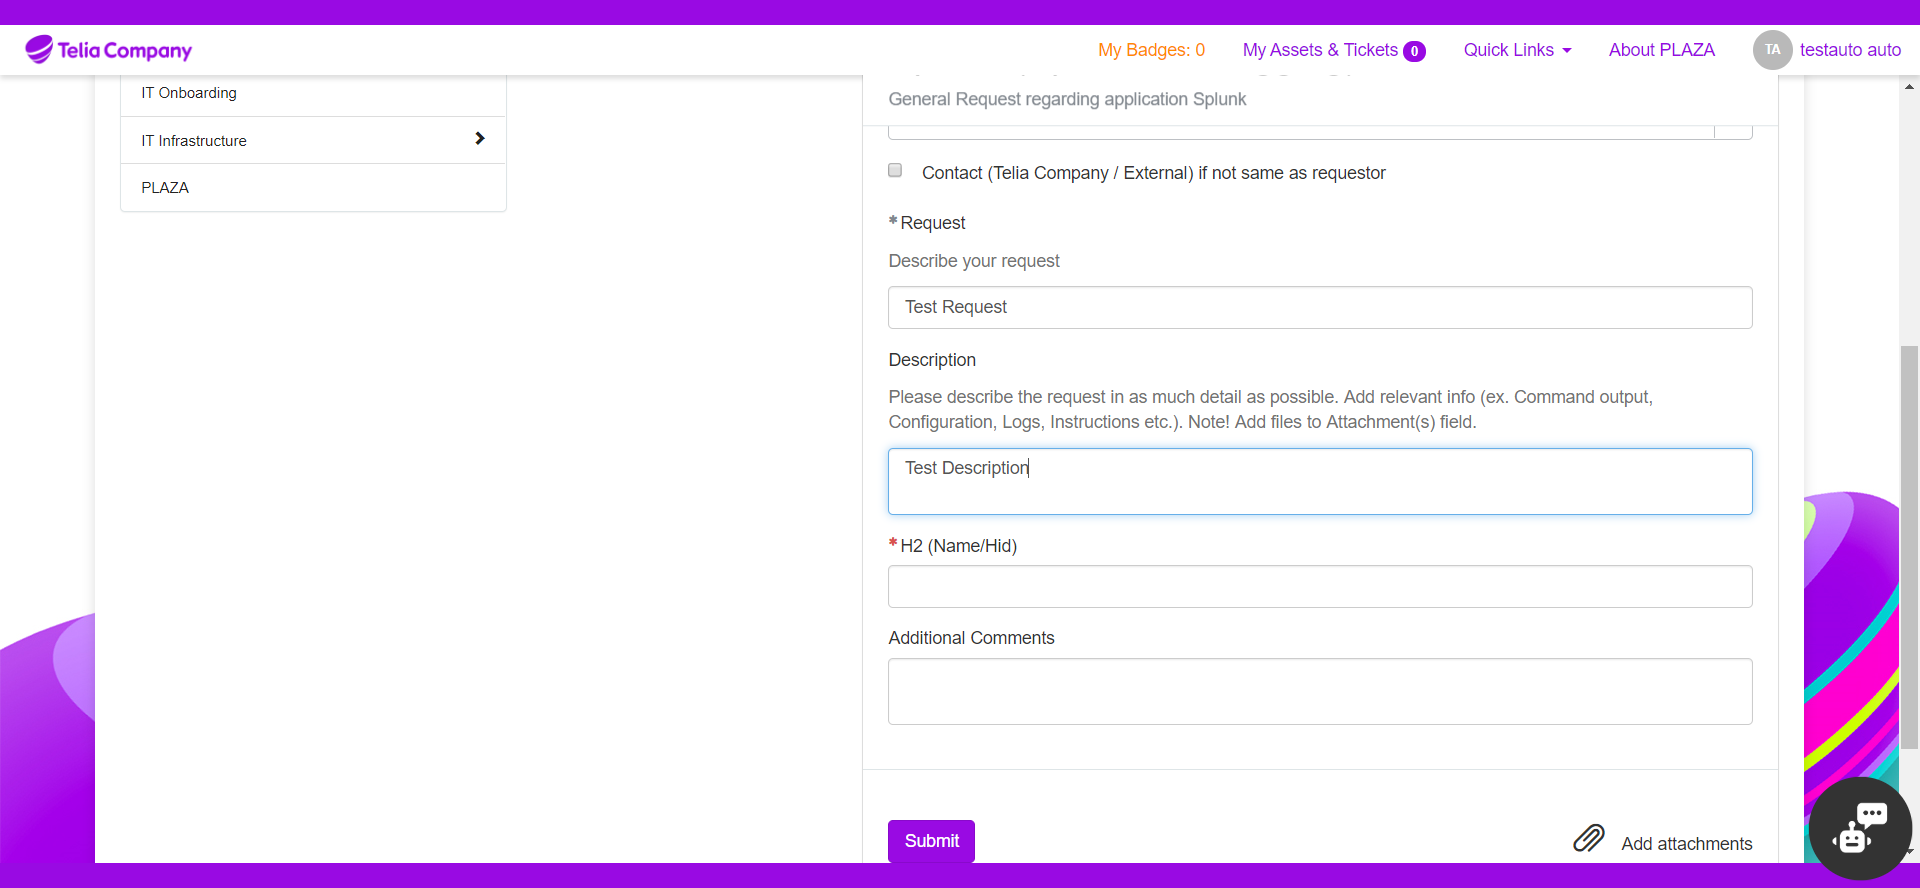 Telia Company
My Badges: 0
My Assets & Tickets 0
Quick Links
About PLAZA
TA
testauto auto
IT Onboarding
IT Infrastructure
PLAZA
General Request regarding application Splunk
Contact (Telia Company / External) if not same as requestor
* Request
Describe your request
Test Request
Description
Please describe the request in as much detail as possible. Add relevant info (ex. Command output,
Configuration, Logs, Instructions etc.). Note! Add files to Attachment(s) field.
Test Description
* H2 (Name/Hid)
Additional Comments
Submit
Add attachments